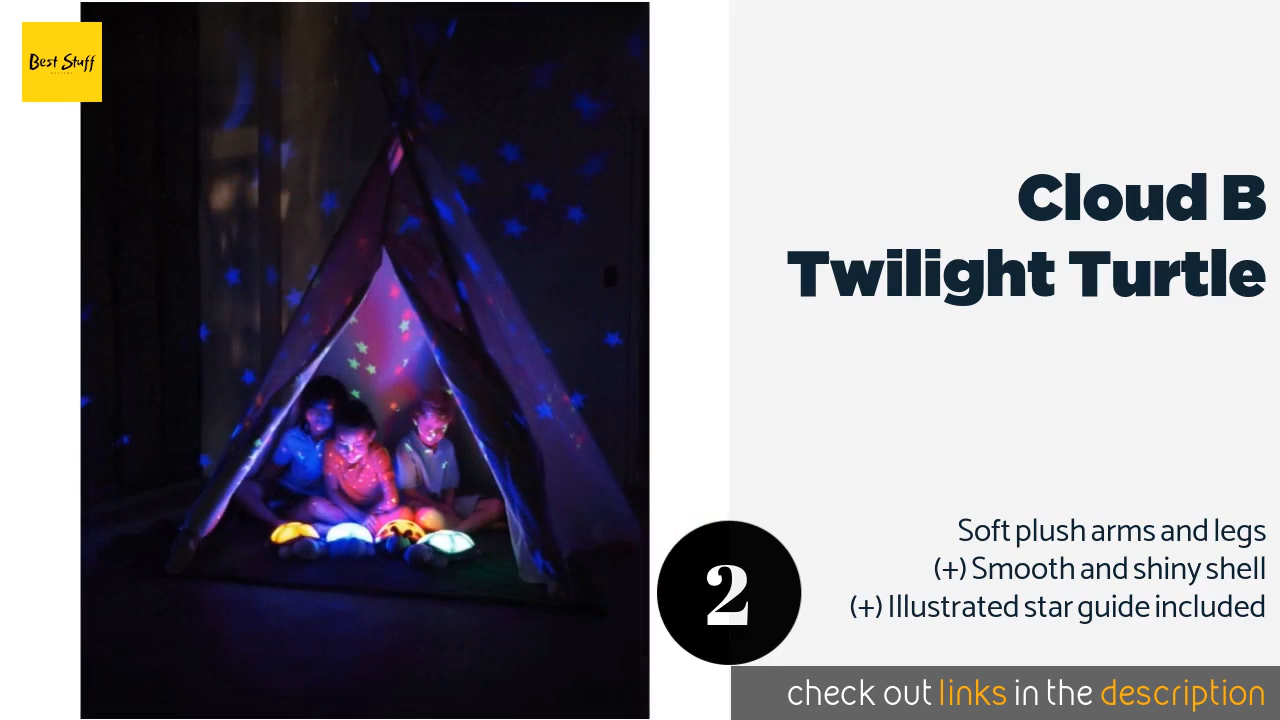 Best Stuff
Cloud B
Twilight Turtle
Soft plush arms and legs
(+) Smooth and shiny shell
(+) Illustrated star guide included
2
check out links in the description